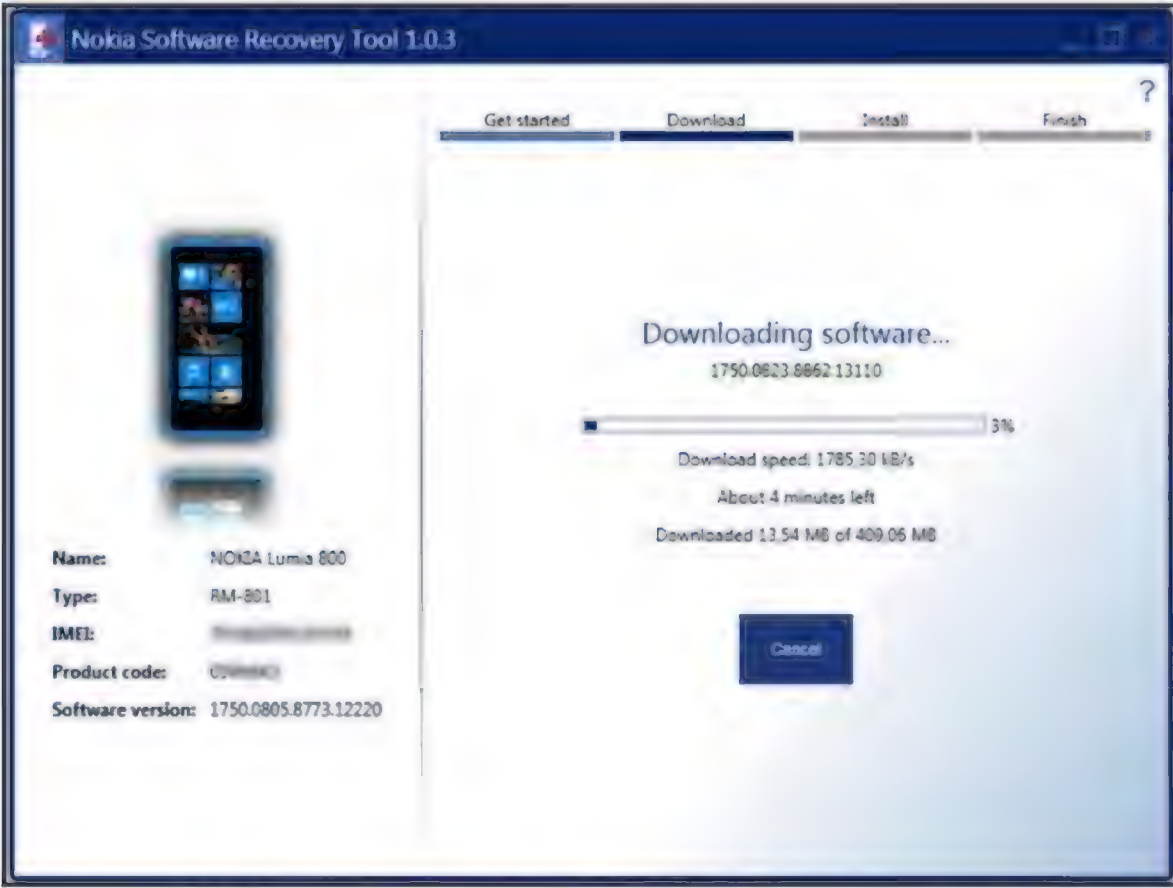 Nokia Software Recovery Tool 1.0.3
?
Get started Download Install Finish
Downloading software...
1750.0823.8862.13110
3%
Download speed: 1785.30 kB/s
About 4 minutes left
Downloaded 13.54 MB of 409.06 MB
Cancel
Name: NOKIA Lumia 800
Type: RM-801
IMEI:
Product code:
Software version: 1750.0805.8773.12220